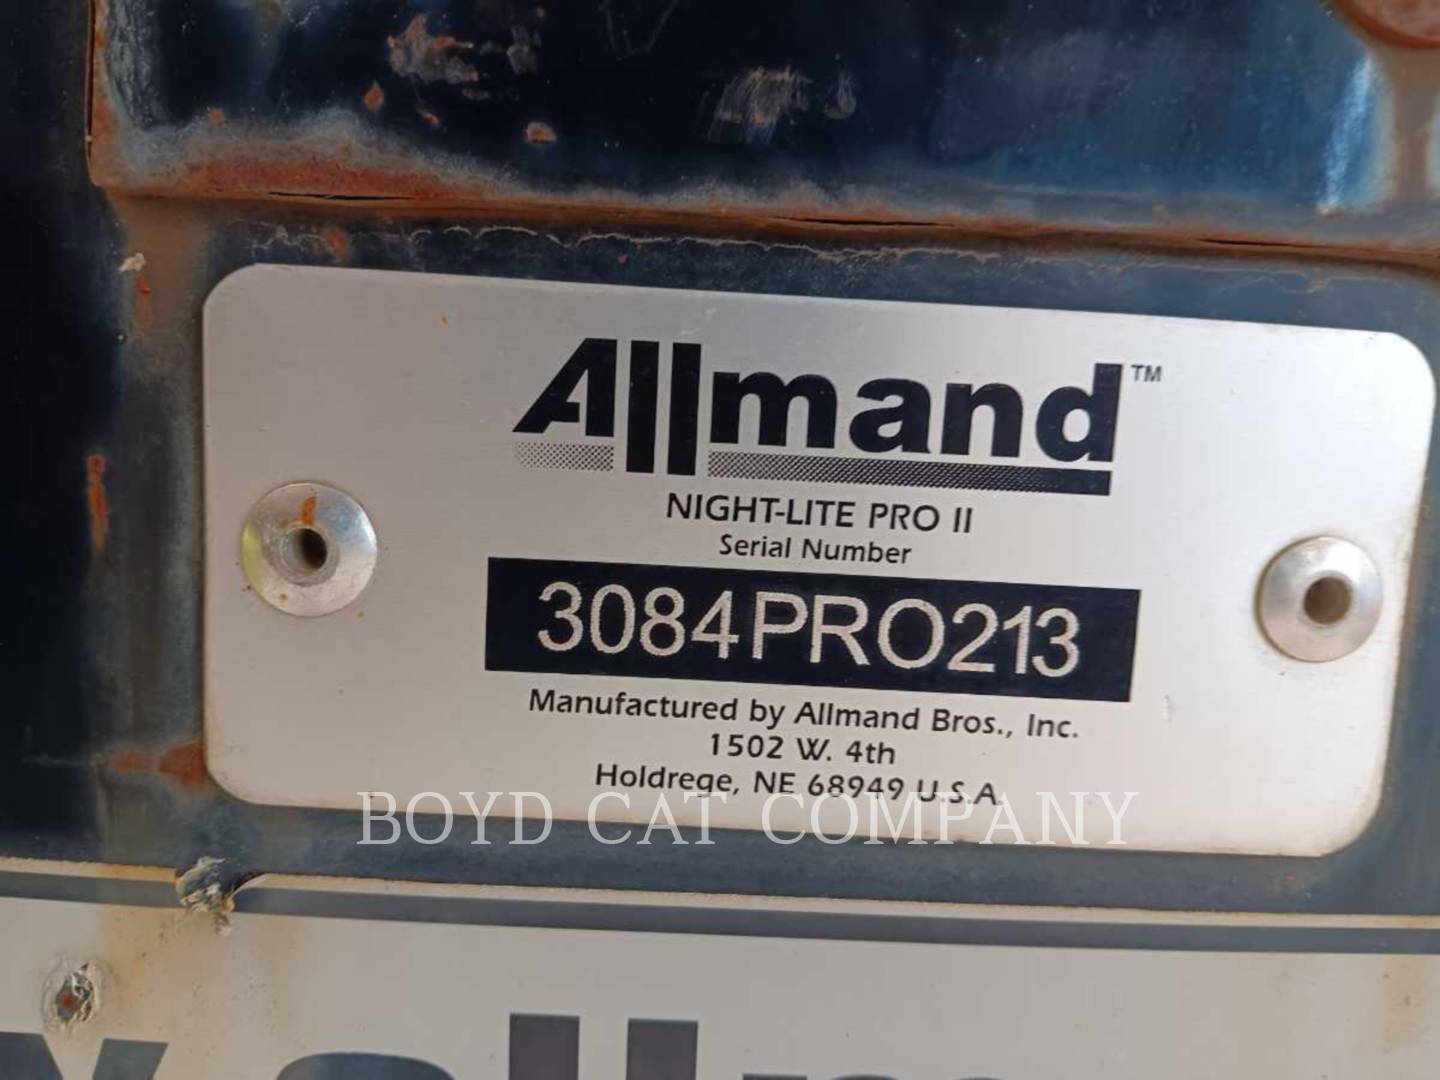 Allmand™
NIGHT-LITE PRO II
Serial Number
3084PRO213
Manufactured by Allmand Bros., Inc.
1502 W. 4th
Holdrege, NE 68949 U.S.A.
BOYD CAT COMPANY